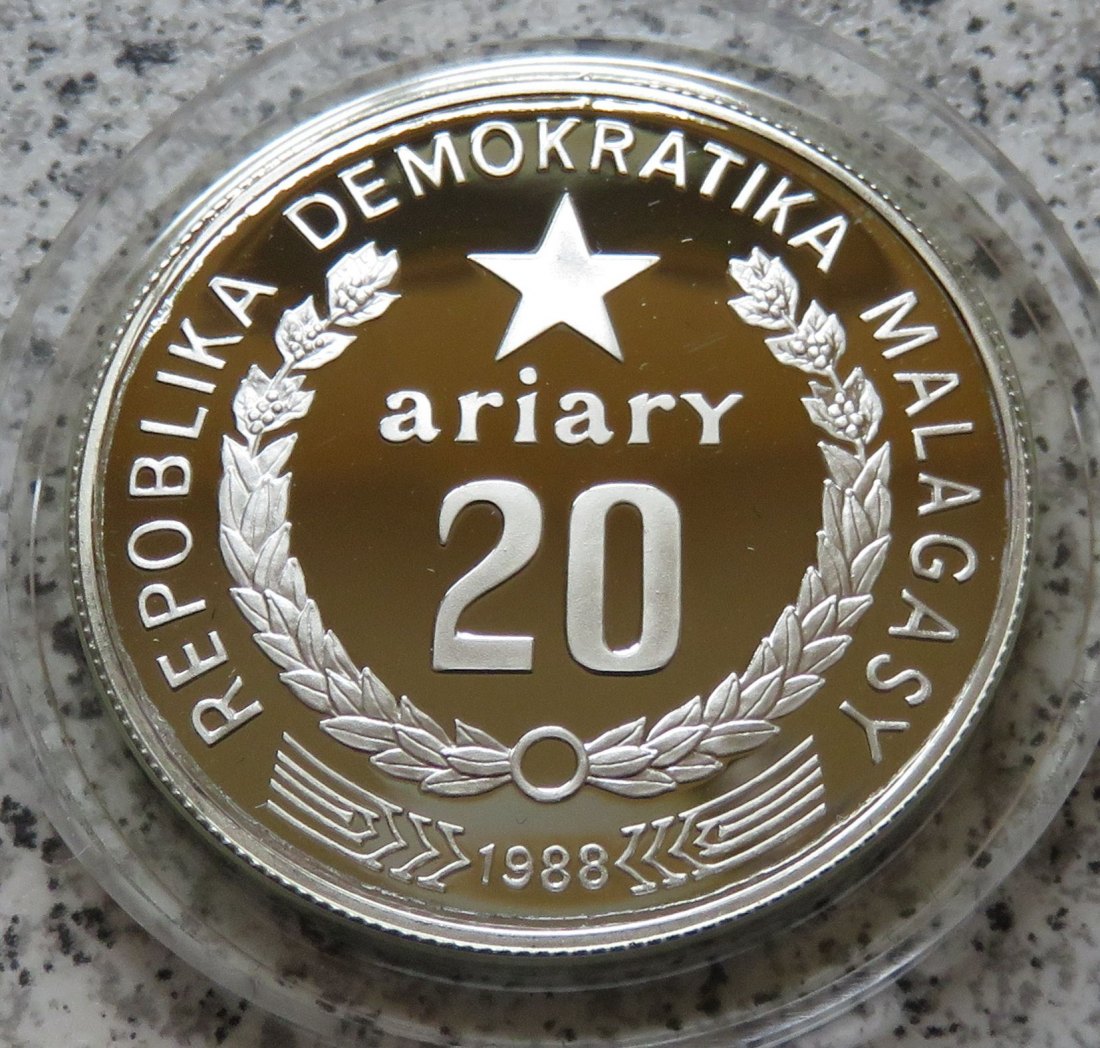 REPOBLIKA DEMOKRATIKA MALAGASY
ariary
20
1988